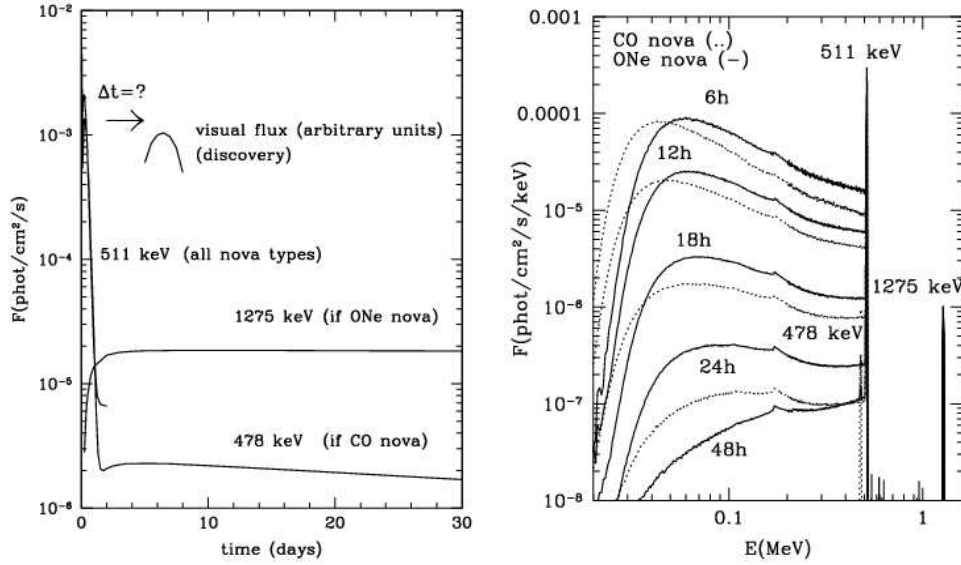 10⁻²
10⁻³
10⁻⁴
10⁻⁵
10⁻⁶
F(phot/cm²/s)
Δt=?
visual flux (arbitrary units)
(discovery)
511 keV (all nova types)
1275 keV (if ONe nova)
478 keV (if CO nova)
0
10
20
30
time (days)
0.001
0.0001
10⁻⁵
10⁻⁶
10⁻⁷
10⁻⁸
F(phot/cm²/s/keV)
CO nova (..)
ONe nova (–)
511 keV
6h
12h
18h
1275 keV
478 keV
24h
48h
0.1
1
E(MeV)